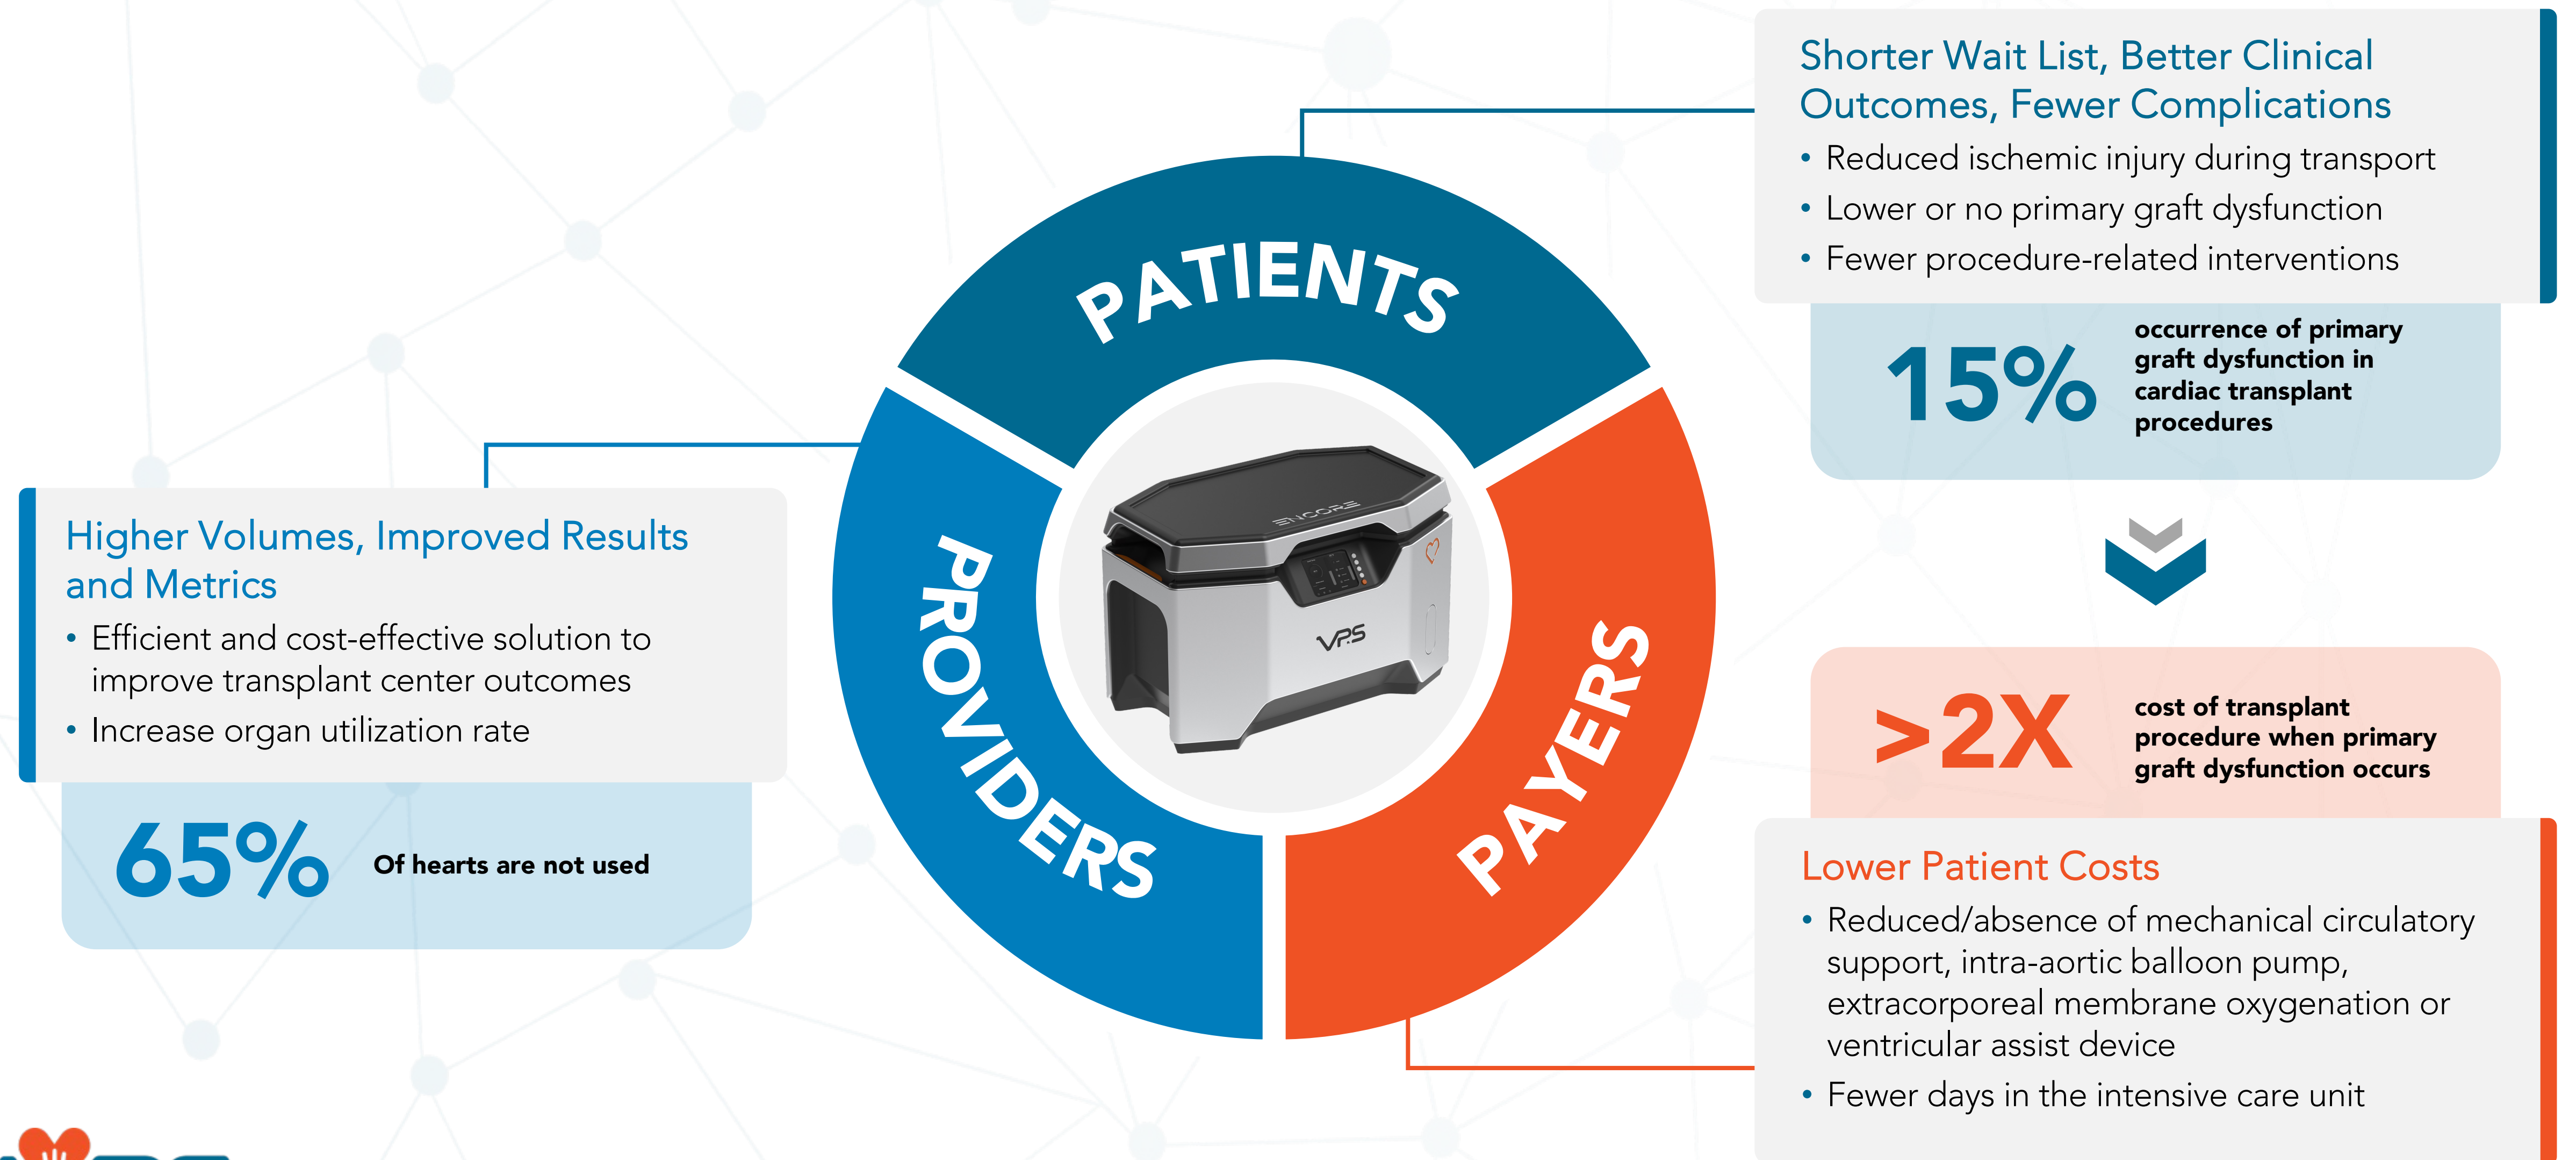 Shorter Wait List, Better Clinical
Outcomes, Fewer Complications
• Reduced ischemic injury during transport
• Lower or no primary graft dysfunction
• Fewer procedure-related interventions
15%
occurrence of primary
graft dysfunction in
cardiac transplant
procedures
PATIENTS
PROVIDERS
PAYERS
ENCORE
VPS
Higher Volumes, Improved Results
and Metrics
• Efficient and cost-effective solution to
improve transplant center outcomes
• Increase organ utilization rate
65%
Of hearts are not used
>2X
cost of transplant
procedure when primary
graft dysfunction occurs
Lower Patient Costs
• Reduced/absence of mechanical circulatory
support, intra-aortic balloon pump,
extracorporeal membrane oxygenation or
ventricular assist device
• Fewer days in the intensive care unit